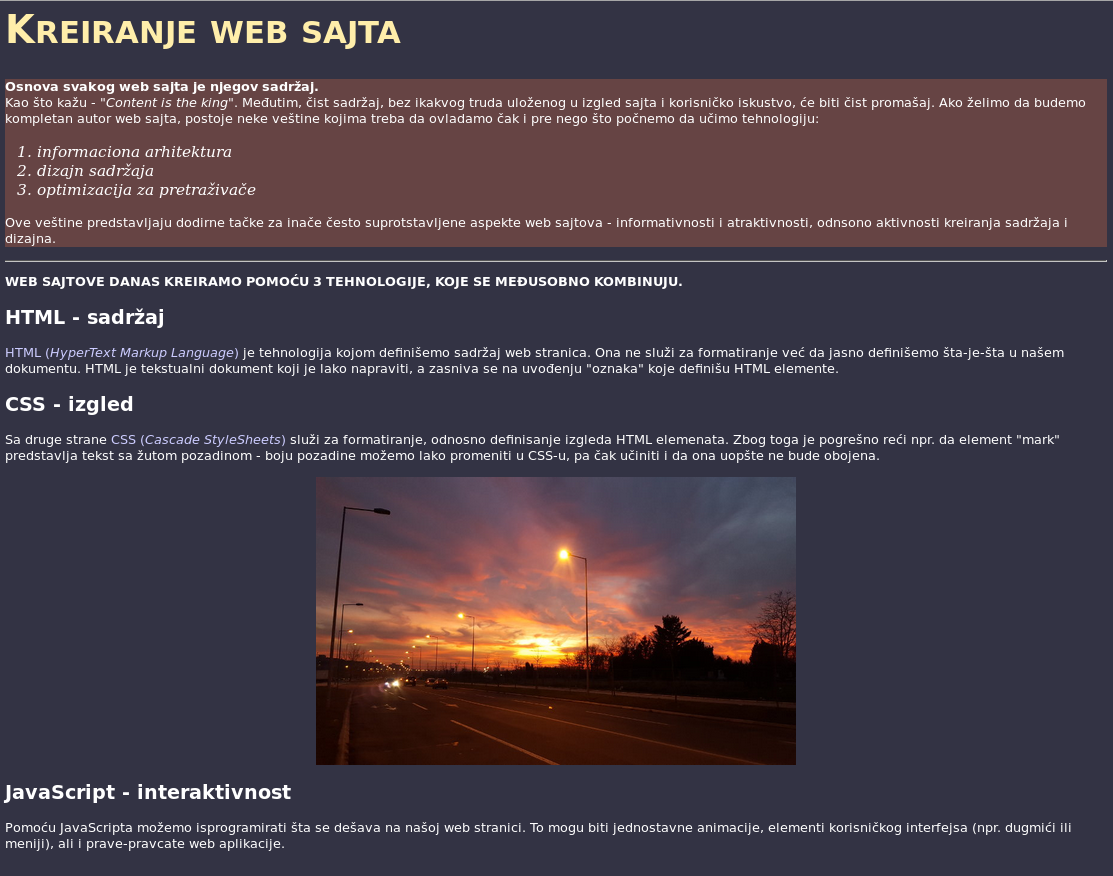 KREIRANJE WEB SAJTA
Osnova svakog web sajta je njegov sadržaj.
Kao što kažu - "Content is the king". Međutim, čist sadržaj, bez ikakvog truda uloženog u izgled sajta i korisničko iskustvo, će biti čist promašaj. Ako želimo da budemo
kompletan autor web sajta, postoje neke veštine kojima treba da ovladamo čak i pre nego što počnemo da učimo tehnologiju:
1. informaciona arhitektura
2. dizajn sadržaja
3. optimizacija za pretraživače
Ove veštine predstavljaju dodirne tačke za inače često suprotstavljene aspekte web sajtova - informativnosti i atraktivnosti, odnsono aktivnosti kreiranja sadržaja i
dizajna.
WEB SAJTOVE DANAS KREIRAMO POMOĆU 3 TEHNOLOGIJE, KOJE SE MEĐUSOBNO KOMBINUJU.
HTML - sadržaj
HTML (HyperText Markup Language) je tehnologija kojom definišemo sadržaj web stranica. Ona ne služi za formatiranje već da jasno definišemo šta-je-šta u našem
dokumentu. HTML je tekstualni dokument koji je lako napraviti, a zasniva se na uvođenju "oznaka" koje definišu HTML elemente.
CSS - izgled
Sa druge strane CSS (Cascade StyleSheets) služi za formatiranje, odnosno definisanje izgleda HTML elemenata. Zbog toga je pogrešno reći npr. da element "mark"
predstavlja tekst sa žutom pozadinom - boju pozadine možemo lako promeniti u CSS-u, pa čak učiniti i da ona uopšte ne bude obojena.
JavaScript - interaktivnost
Pomoću JavaScripta možemo isprogramirati šta se dešava na našoj web stranici. To mogu biti jednostavne animacije, elementi korisničkog interfejsa (npr. dugmići ili
meniji), ali i prave-pravcate web aplikacije.